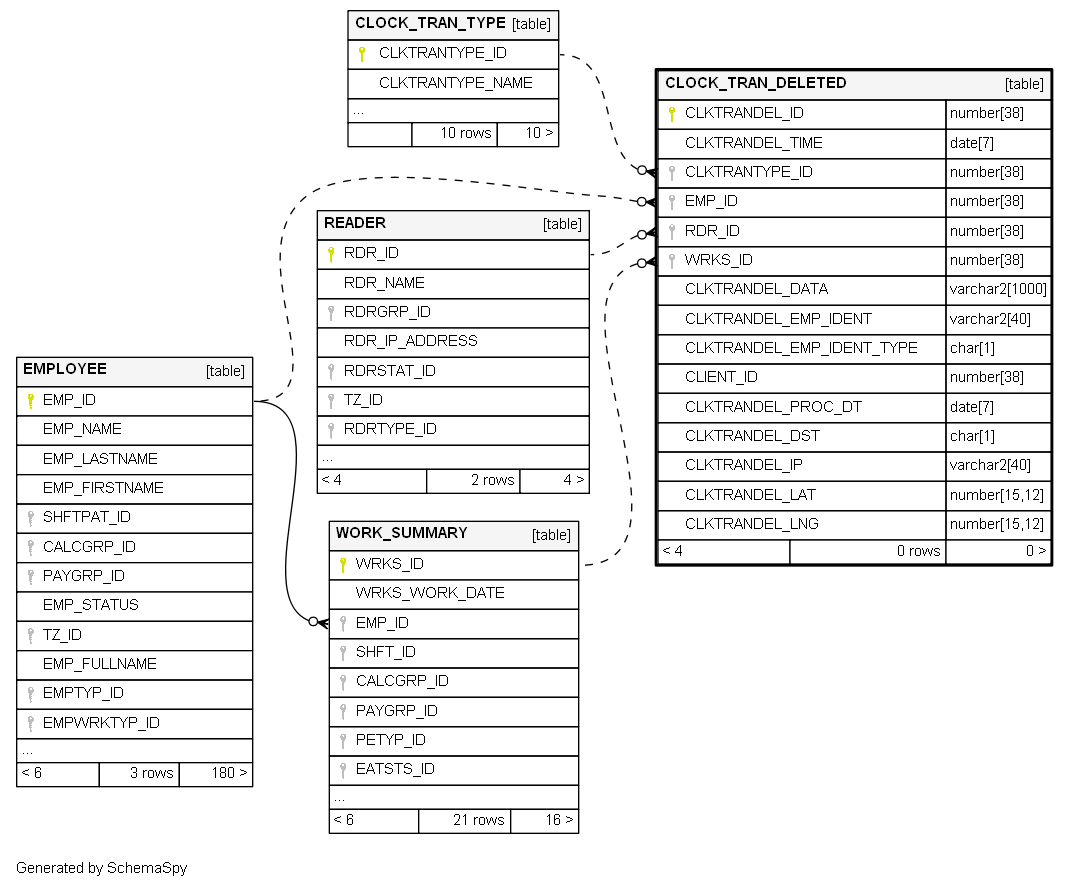 CLOCK_TRAN_TYPE [table]
CLKTRANTYPE_ID
CLKTRANTYPE_NAME
...
10 rows 10 >
CLOCK_TRAN_DELETED [table]
CLKTRANDEL_ID number[38]
CLKTRANDEL_TIME date[7]
CLKTRANTYPE_ID number[38]
EMP_ID number[38]
RDR_ID number[38]
WRKS_ID number[38]
CLKTRANDEL_DATA varchar2[1000]
CLKTRANDEL_EMP_IDENT varchar2[40]
CLKTRANDEL_EMP_IDENT_TYPE char[1]
CLIENT_ID number[38]
CLKTRANDEL_PROC_DT date[7]
CLKTRANDEL_DST char[1]
CLKTRANDEL_IP varchar2[40]
CLKTRANDEL_LAT number[15,12]
CLKTRANDEL_LNG number[15,12]
< 4 0 rows 0 >
READER [table]
RDR_ID
RDR_NAME
RDRGRP_ID
RDR_IP_ADDRESS
RDRSTAT_ID
TZ_ID
RDRTYPE_ID
...
< 4 2 rows 4 >
EMPLOYEE [table]
EMP_ID
EMP_NAME
EMP_LASTNAME
EMP_FIRSTNAME
SHFTPAT_ID
CALCGRP_ID
PAYGRP_ID
EMP_STATUS
TZ_ID
EMP_FULLNAME
EMPTYP_ID
EMPWRKTYP_ID
...
< 6 3 rows 180 >
WORK_SUMMARY [table]
WRKS_ID
WRKS_WORK_DATE
EMP_ID
SHFT_ID
CALCGRP_ID
PAYGRP_ID
PETYP_ID
EATSTS_ID
...
< 6 21 rows 16 >
Generated by SchemaSpy